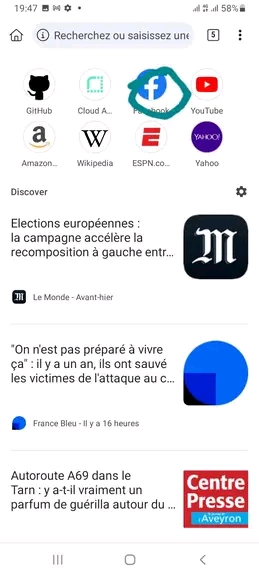 19:47 58%
Recherchez ou saisissez une 5
GitHub Cloud A... Facebook YouTube
a W E YAHOO!
Amazon... Wikipedia ESPN.co... Yahoo
Discover
Elections européennes :
la campagne accélère la
recomposition à gauche entr...
M
Le Monde - Avant-hier
"On n'est pas préparé à vivre
ça" : il y a un an, ils ont sauvé
les victimes de l'attaque au c...
France Bleu - Il y a 16 heures
Autoroute A69 dans le
Tarn : y a-t-il vraiment un
parfum de guérilla autour du ...
Centre
Presse
Aveyron